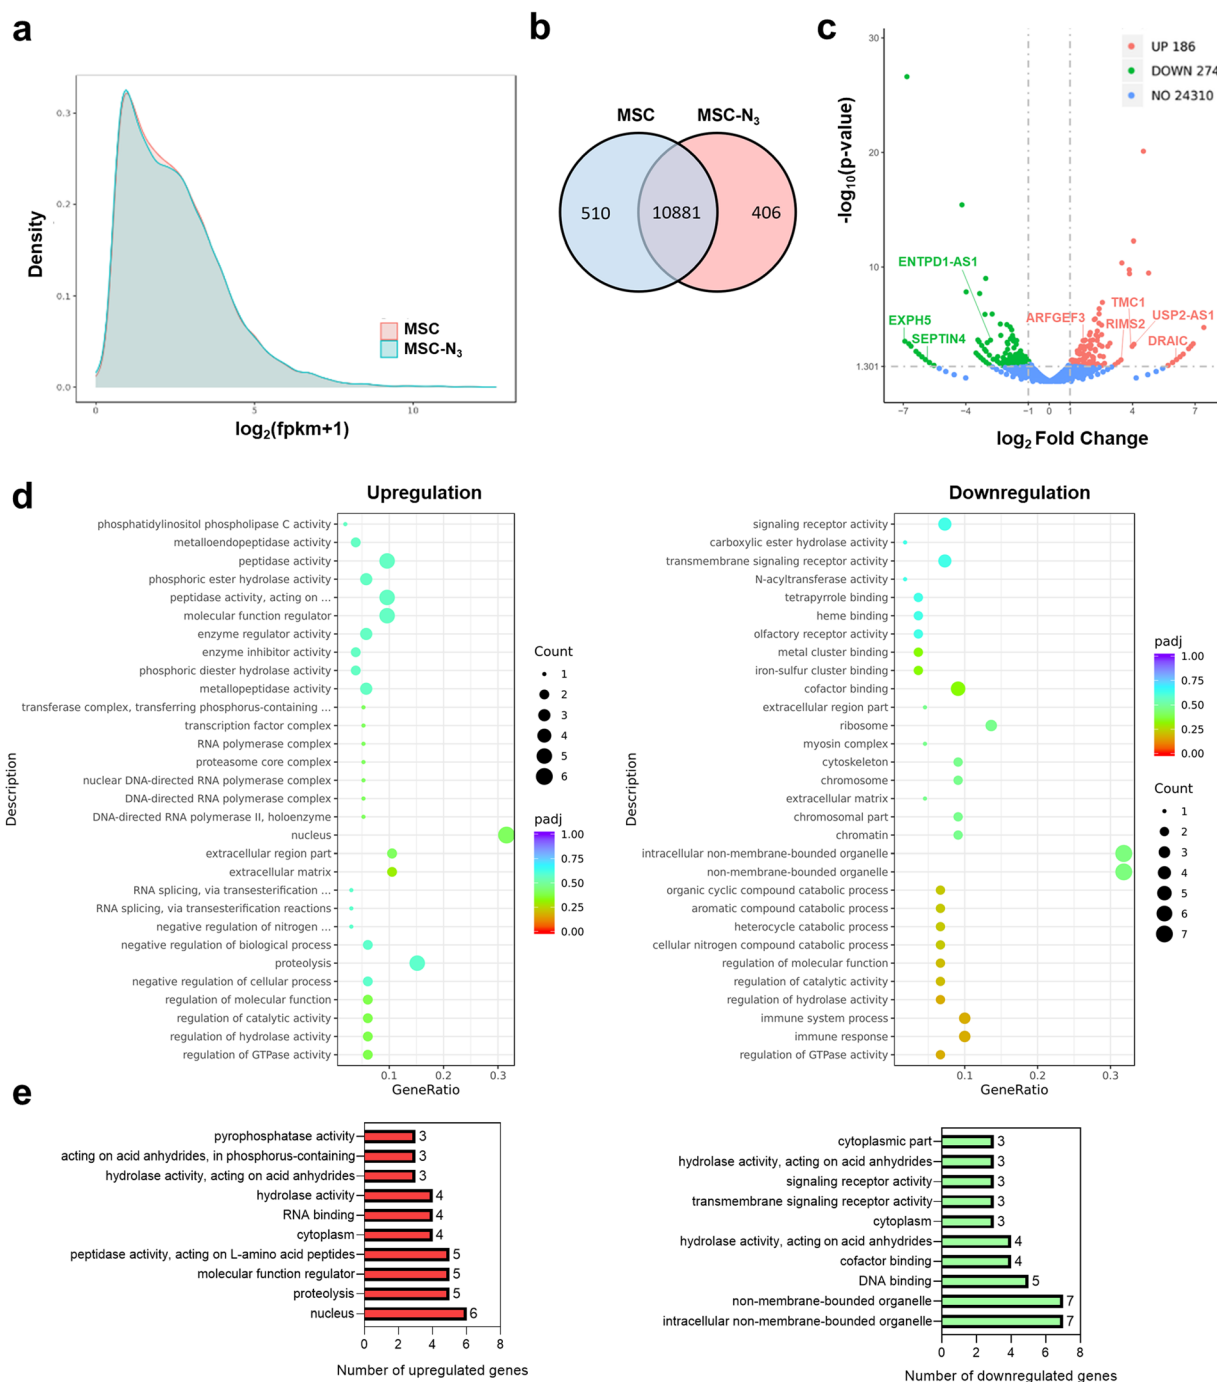 a
0.3
0.2
0.1
0.0
0
5
10
Density
log2(fpkm+1)
MSC
MSC-N3
b
MSC
MSC-N3
510
10881
406
c
UP 186
DOWN 274
NO 24310
30
20
10
1.301
-log10(p-value)
ENTPD1-AS1
EXPH5
SEPTIN4
ARFGEF3
TMC1
RIMS2
USP2-AS1
DRAIC
−7
−4
−1
0
1
4
7
log2 Fold Change
d
Upregulation
Description
phosphatidylinositol phospholipase C activity
metalloendopeptidase activity
peptidase activity
phosphoric ester hydrolase activity
peptidase activity, acting on ...
molecular function regulator
enzyme regulator activity
enzyme inhibitor activity
phosphoric diester hydrolase activity
metallopeptidase activity
transferase complex, transferring phosphorus-containing ...
transcription factor complex
RNA polymerase complex
proteasome core complex
nuclear DNA-directed RNA polymerase complex
DNA-directed RNA polymerase complex
DNA-directed RNA polymerase II, holoenzyme
nucleus
extracellular region part
extracellular matrix
RNA splicing, via transesterification ...
RNA splicing, via transesterification reactions
negative regulation of nitrogen ...
negative regulation of biological process
proteolysis
negative regulation of cellular process
regulation of molecular function
regulation of catalytic activity
regulation of hydrolase activity
regulation of GTPase activity
0.1
0.2
0.3
GeneRatio
Count
1
2
3
4
5
6
padj
1.00
0.75
0.50
0.25
0.00
Downregulation
Description
signaling receptor activity
carboxylic ester hydrolase activity
transmembrane signaling receptor activity
N-acyltransferase activity
tetrapyrrole binding
heme binding
olfactory receptor activity
metal cluster binding
iron-sulfur cluster binding
cofactor binding
extracellular region part
ribosome
myosin complex
cytoskeleton
chromosome
extracellular matrix
chromosomal part
chromatin
intracellular non-membrane-bounded organelle
non-membrane-bounded organelle
organic cyclic compound catabolic process
aromatic compound catabolic process
heterocycle catabolic process
cellular nitrogen compound catabolic process
regulation of molecular function
regulation of catalytic activity
regulation of hydrolase activity
immune system process
immune response
regulation of GTPase activity
0.1
0.3
GeneRatio
padj
1.00
0.75
0.50
0.25
0.00
Count
1
2
3
4
5
6
7
e
pyrophosphatase activity 3
acting on acid anhydrides, in phosphorus-containing 3
hydrolase activity, acting on acid anhydrides 3
hydrolase activity 4
RNA binding 4
cytoplasm 4
peptidase activity, acting on L-amino acid peptides 5
molecular function regulator 5
proteolysis 5
nucleus 6
0 2 4 6 8
Number of upregulated genes
cytoplasmic part 3
hydrolase activity, acting on acid anhydrides 3
signaling receptor activity 3
transmembrane signaling receptor activity 3
cytoplasm 3
hydrolase activity, acting on acid anhydrides 4
cofactor binding 4
DNA binding 5
non-membrane-bounded organelle 7
intracellular non-membrane-bounded organelle 7
0 2 4 6 8
Number of downregulated genes